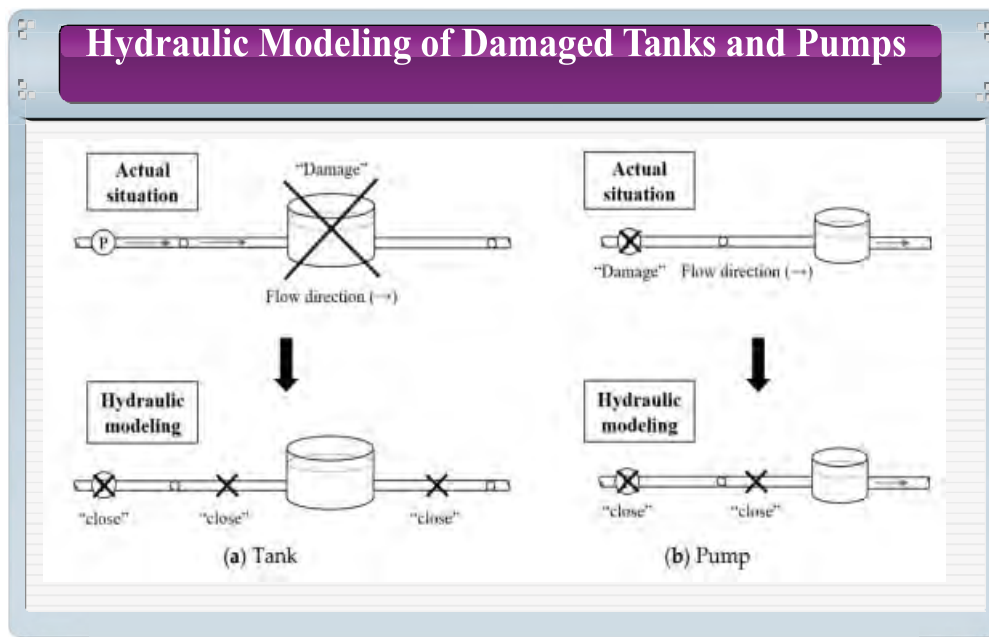 Hydraulic Modeling of Damaged Tanks and Pumps
Actual
situation
"Damage"
P
Flow direction (→)
Hydraulic
modeling
"close"
"close"
"close"
(a) Tank
Actual
situation
"Damage"
Flow direction (→)
Hydraulic
modeling
"close"
"close"
(b) Pump